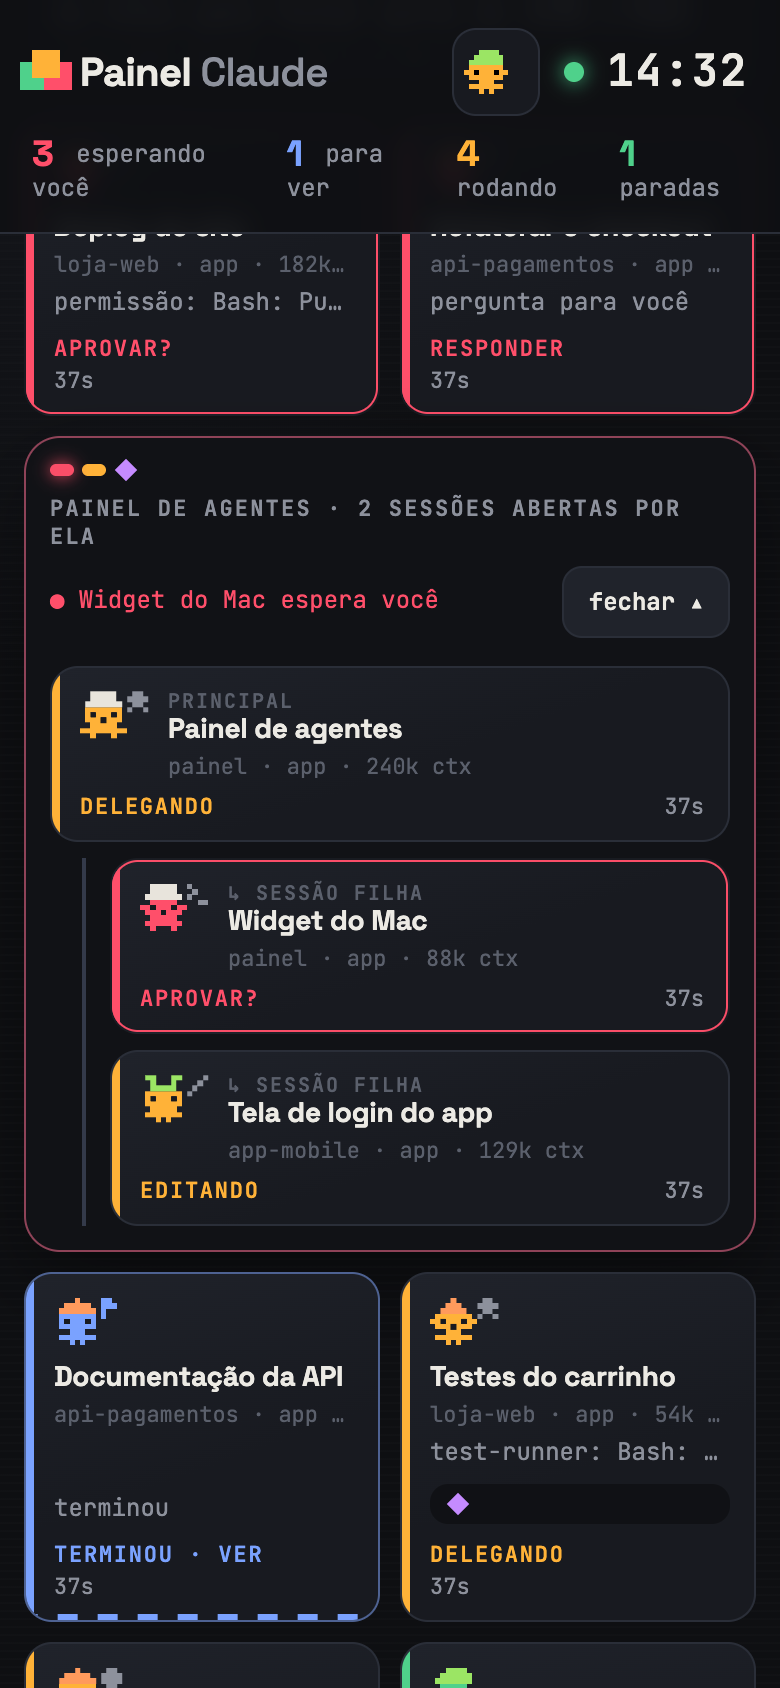 Painel Claude
14:32
3 esperando você
1 para ver
4 rodando
1 paradas
Deploy do site
loja-web · app · 182k…
permissão: Bash: Pu…
APROVAR?
37s
Refatorar o checkout
api-pagamentos · app …
pergunta para você
RESPONDER
37s
PAINEL DE AGENTES · 2 SESSÕES ABERTAS POR
ELA
Widget do Mac espera você
fechar ▴
PRINCIPAL
Painel de agentes
painel · app · 240k ctx
DELEGANDO
37s
↳ SESSÃO FILHA
Widget do Mac
painel · app · 88k ctx
APROVAR?
37s
↳ SESSÃO FILHA
Tela de login do app
app-mobile · app · 129k ctx
EDITANDO
37s
Documentação da API
api-pagamentos · app …
terminou
TERMINOU · VER
37s
Testes do carrinho
loja-web · app · 54k …
test-runner: Bash: …
DELEGANDO
37s